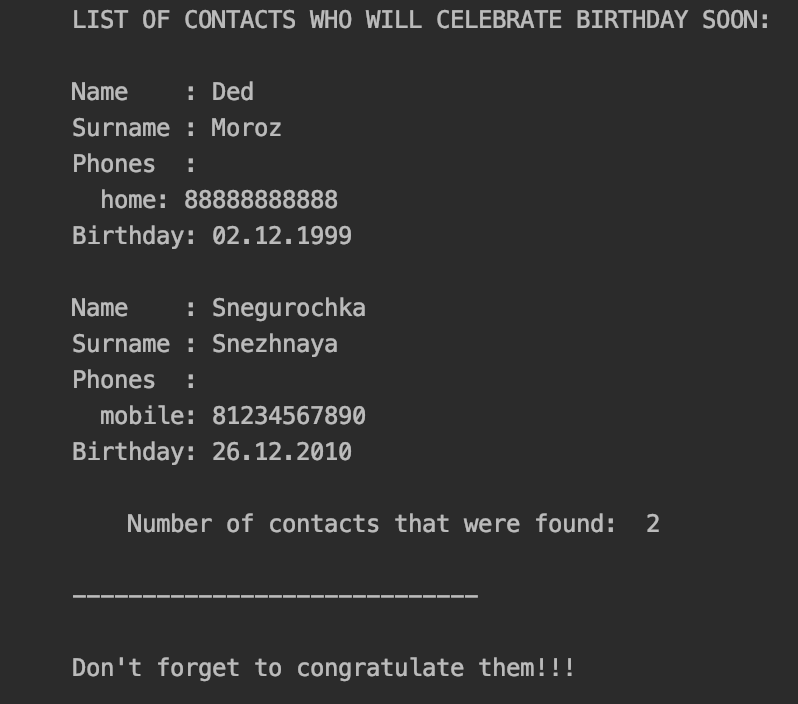 LIST OF CONTACTS WHO WILL CELEBRATE BIRTHDAY SOON:
Name    : Ded
Surname : Moroz
Phones  :
  home: 88888888888
Birthday: 02.12.1999
Name    : Snegurochka
Surname : Snezhnaya
Phones  :
  mobile: 81234567890
Birthday: 26.12.2010
    Number of contacts that were found:  2
_____________________________
Don't forget to congratulate them!!!